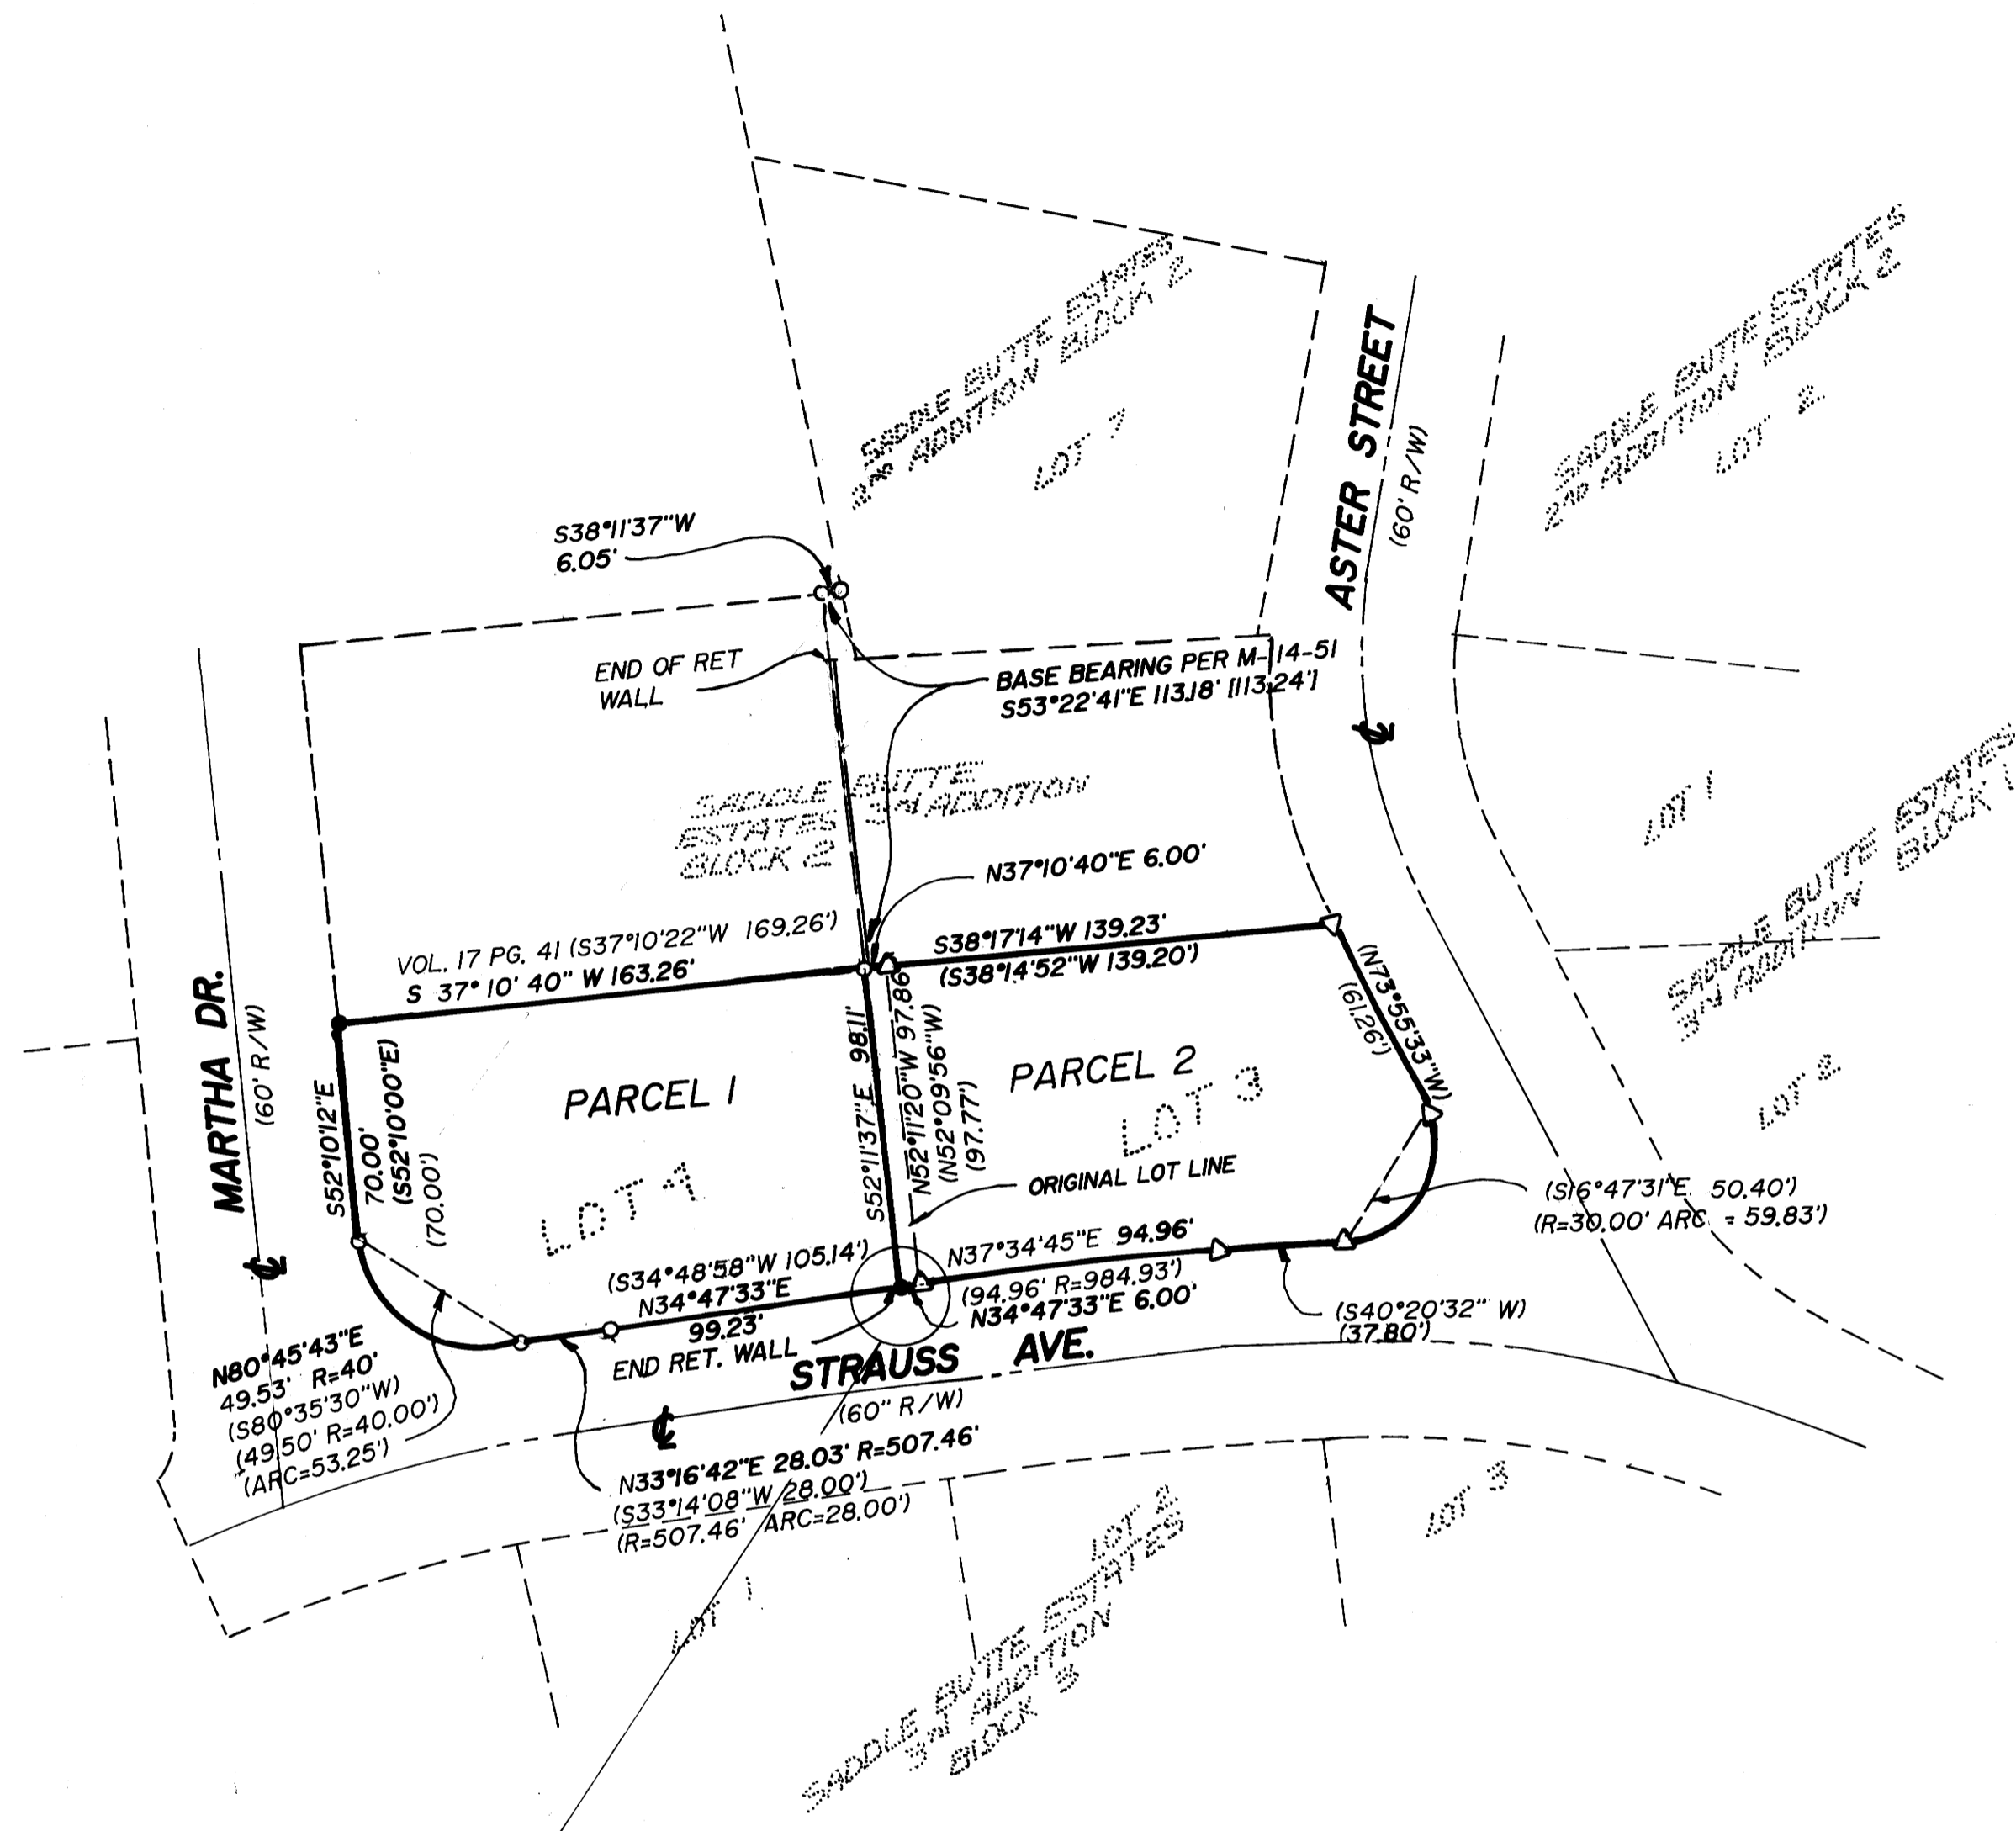 SADDLE BUTTE ESTATES
2ND ADDITION BLOCK 2
LOT 7
SADDLE BUTTE ESTATES
2ND ADDITION BLOCK 2
LOT 2
ASTER STREET
(60' R/W)
S38°11'37"W
6.05'
END OF RET
WALL
BASE BEARING PER M-114-51
S53°22'41"E 113.18' [113.24']
SADDLE BUTTE
ESTATES 3rd ADDITION
BLOCK 2
LOT 1
SADDLE BUTTE ESTATES
3rd ADDITION BLOCK 1
LOT 2
N37°10'40"E 6.00'
VOL. 17 PG. 41 (S37°10'22"W 169.26')
S 37° 10' 40" W 163.26'
S38°17'14"W 139.23'
(S38°14'52"W 139.20')
(N73°55'33"W)
(61.26')
MARTHA DR.
(60' R/W)
S52°10'12"E
70.00'
(S52°10'00"E)
(70.00')
PARCEL 1
LOT 4
S52°11'37"E 98.11'
N52°11'20"W 97.86'
(N52°09'56"W)
(97.77')
PARCEL 2
LOT 3
ORIGINAL LOT LINE
(S16°47'31"E 50.40')
(R=30.00' ARC = 59.83')
(S34°48'58"W 105.14')
N34°47'33"E
99.23'
N37°34'45"E 94.96'
(94.96' R=984.93')
N34°47'33"E 6.00'
(S40°20'32" W)
(37.80')
END RET. WALL
STRAUSS AVE.
(60" R/W)
N80°45'43"E
49.53' R=40'
(S80°35'30"W)
(49.50' R=40.00')
(ARC=53.25')
N33°16'42"E 28.03' R=507.46'
(S33°14'08"W 28.00')
(R=507.46' ARC=28.00')
LOT 1
LOT 2
SADDLE BUTTE ESTATES
3rd ADDITION
BLOCK 3
LOT 3